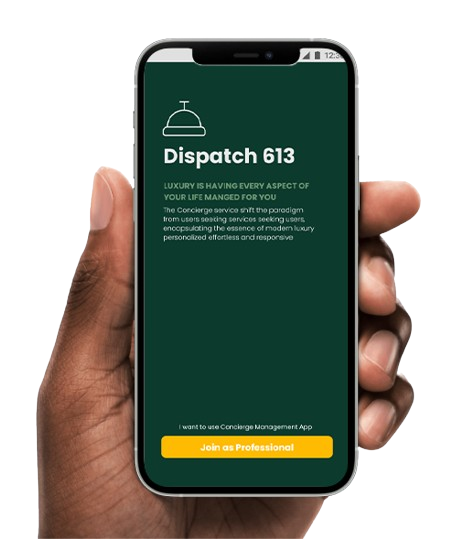 12:
Dispatch 613
LUXURY IS HAVING EVERY ASPECT OF
YOUR LIFE MANGED FOR YOU
The Concierge service shift the paradigm
from users seeking services seeking users,
encapsulating the essence of modern luxury
personalized effortless and responsive
I want to use Concierge Management App
Join as Professional